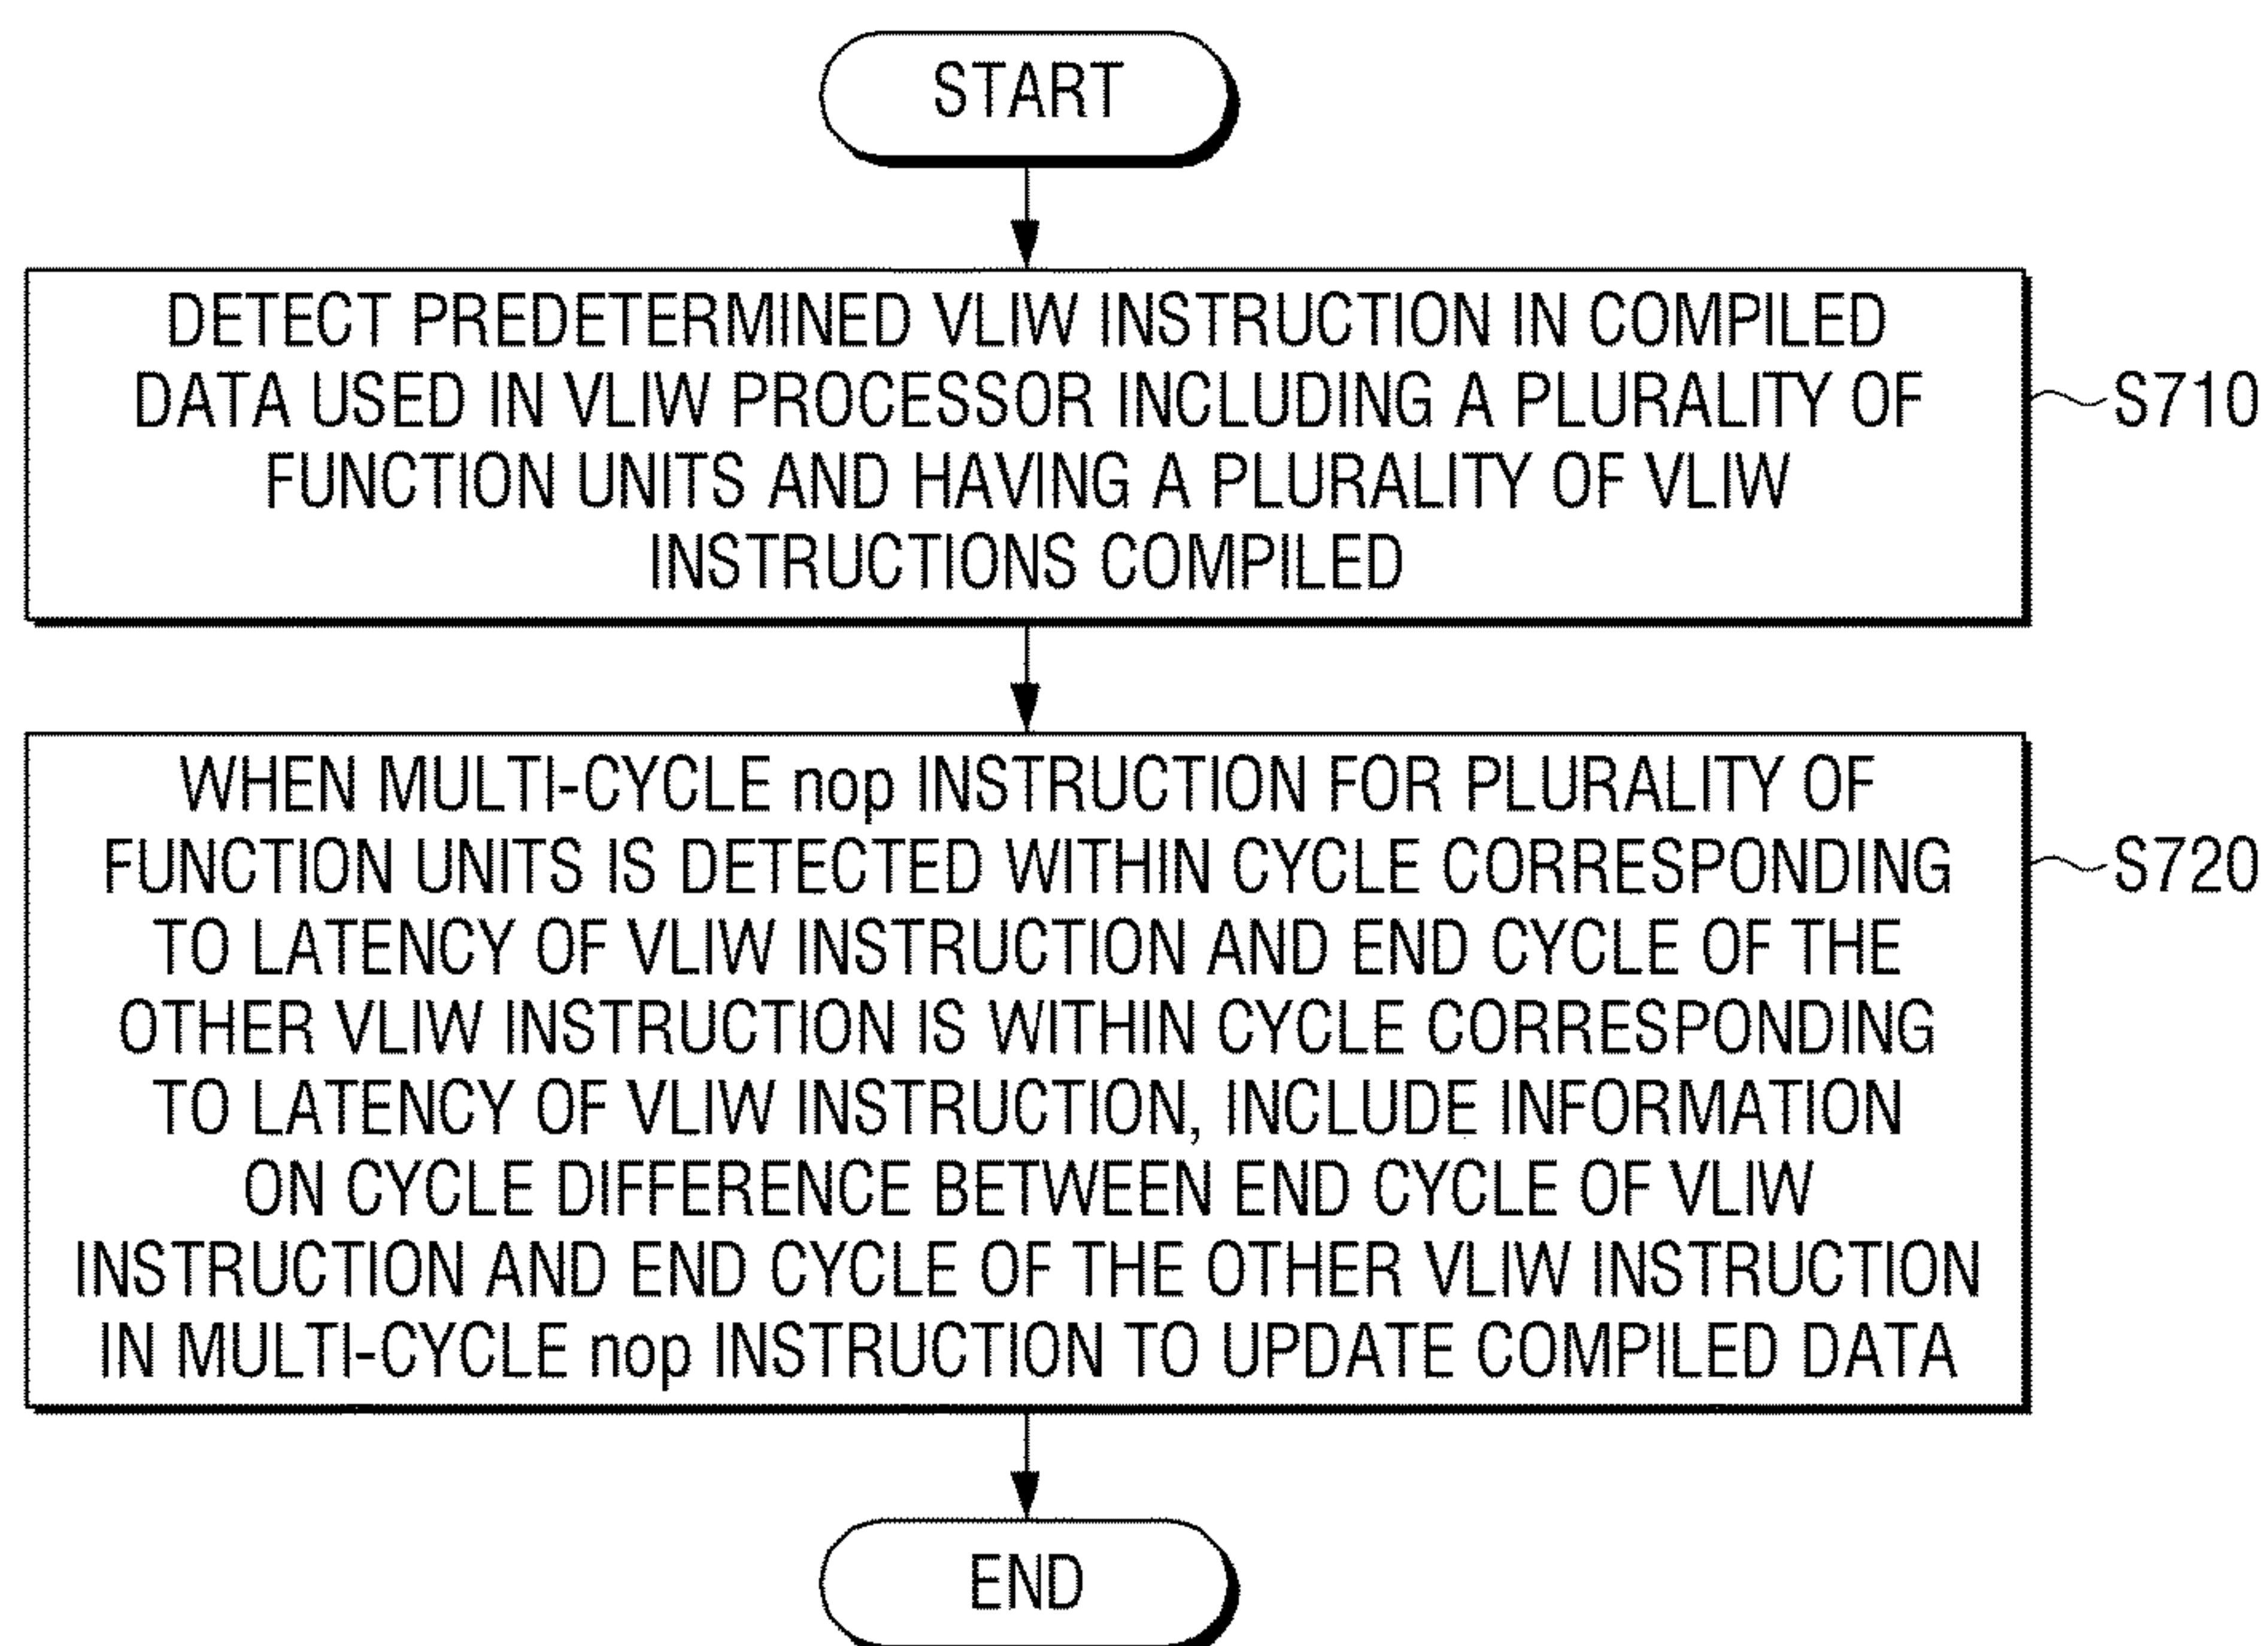 START
DETECT PREDETERMINED VLIW INSTRUCTION IN COMPILED
DATA USED IN VLIW PROCESSOR INCLUDING A PLURALITY OF
FUNCTION UNITS AND HAVING A PLURALITY OF VLIW
INSTRUCTIONS COMPILED
S710
WHEN MULTI-CYCLE nop INSTRUCTION FOR PLURALITY OF
FUNCTION UNITS IS DETECTED WITHIN CYCLE CORRESPONDING
TO LATENCY OF VLIW INSTRUCTION AND END CYCLE OF THE
OTHER VLIW INSTRUCTION IS WITHIN CYCLE CORRESPONDING
TO LATENCY OF VLIW INSTRUCTION, INCLUDE INFORMATION
ON CYCLE DIFFERENCE BETWEEN END CYCLE OF VLIW
INSTRUCTION AND END CYCLE OF THE OTHER VLIW INSTRUCTION
IN MULTI-CYCLE nop INSTRUCTION TO UPDATE COMPILED DATA
S720
END